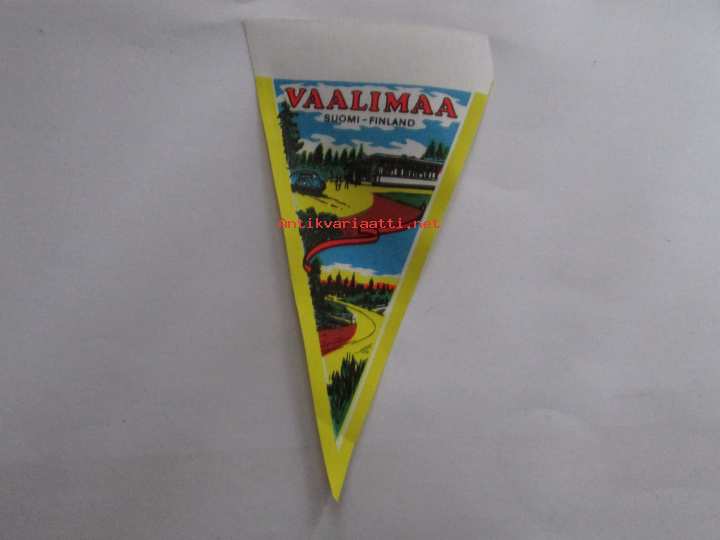 VAALIMAA
SUOMI - FINLAND
Antikvariaatti.net